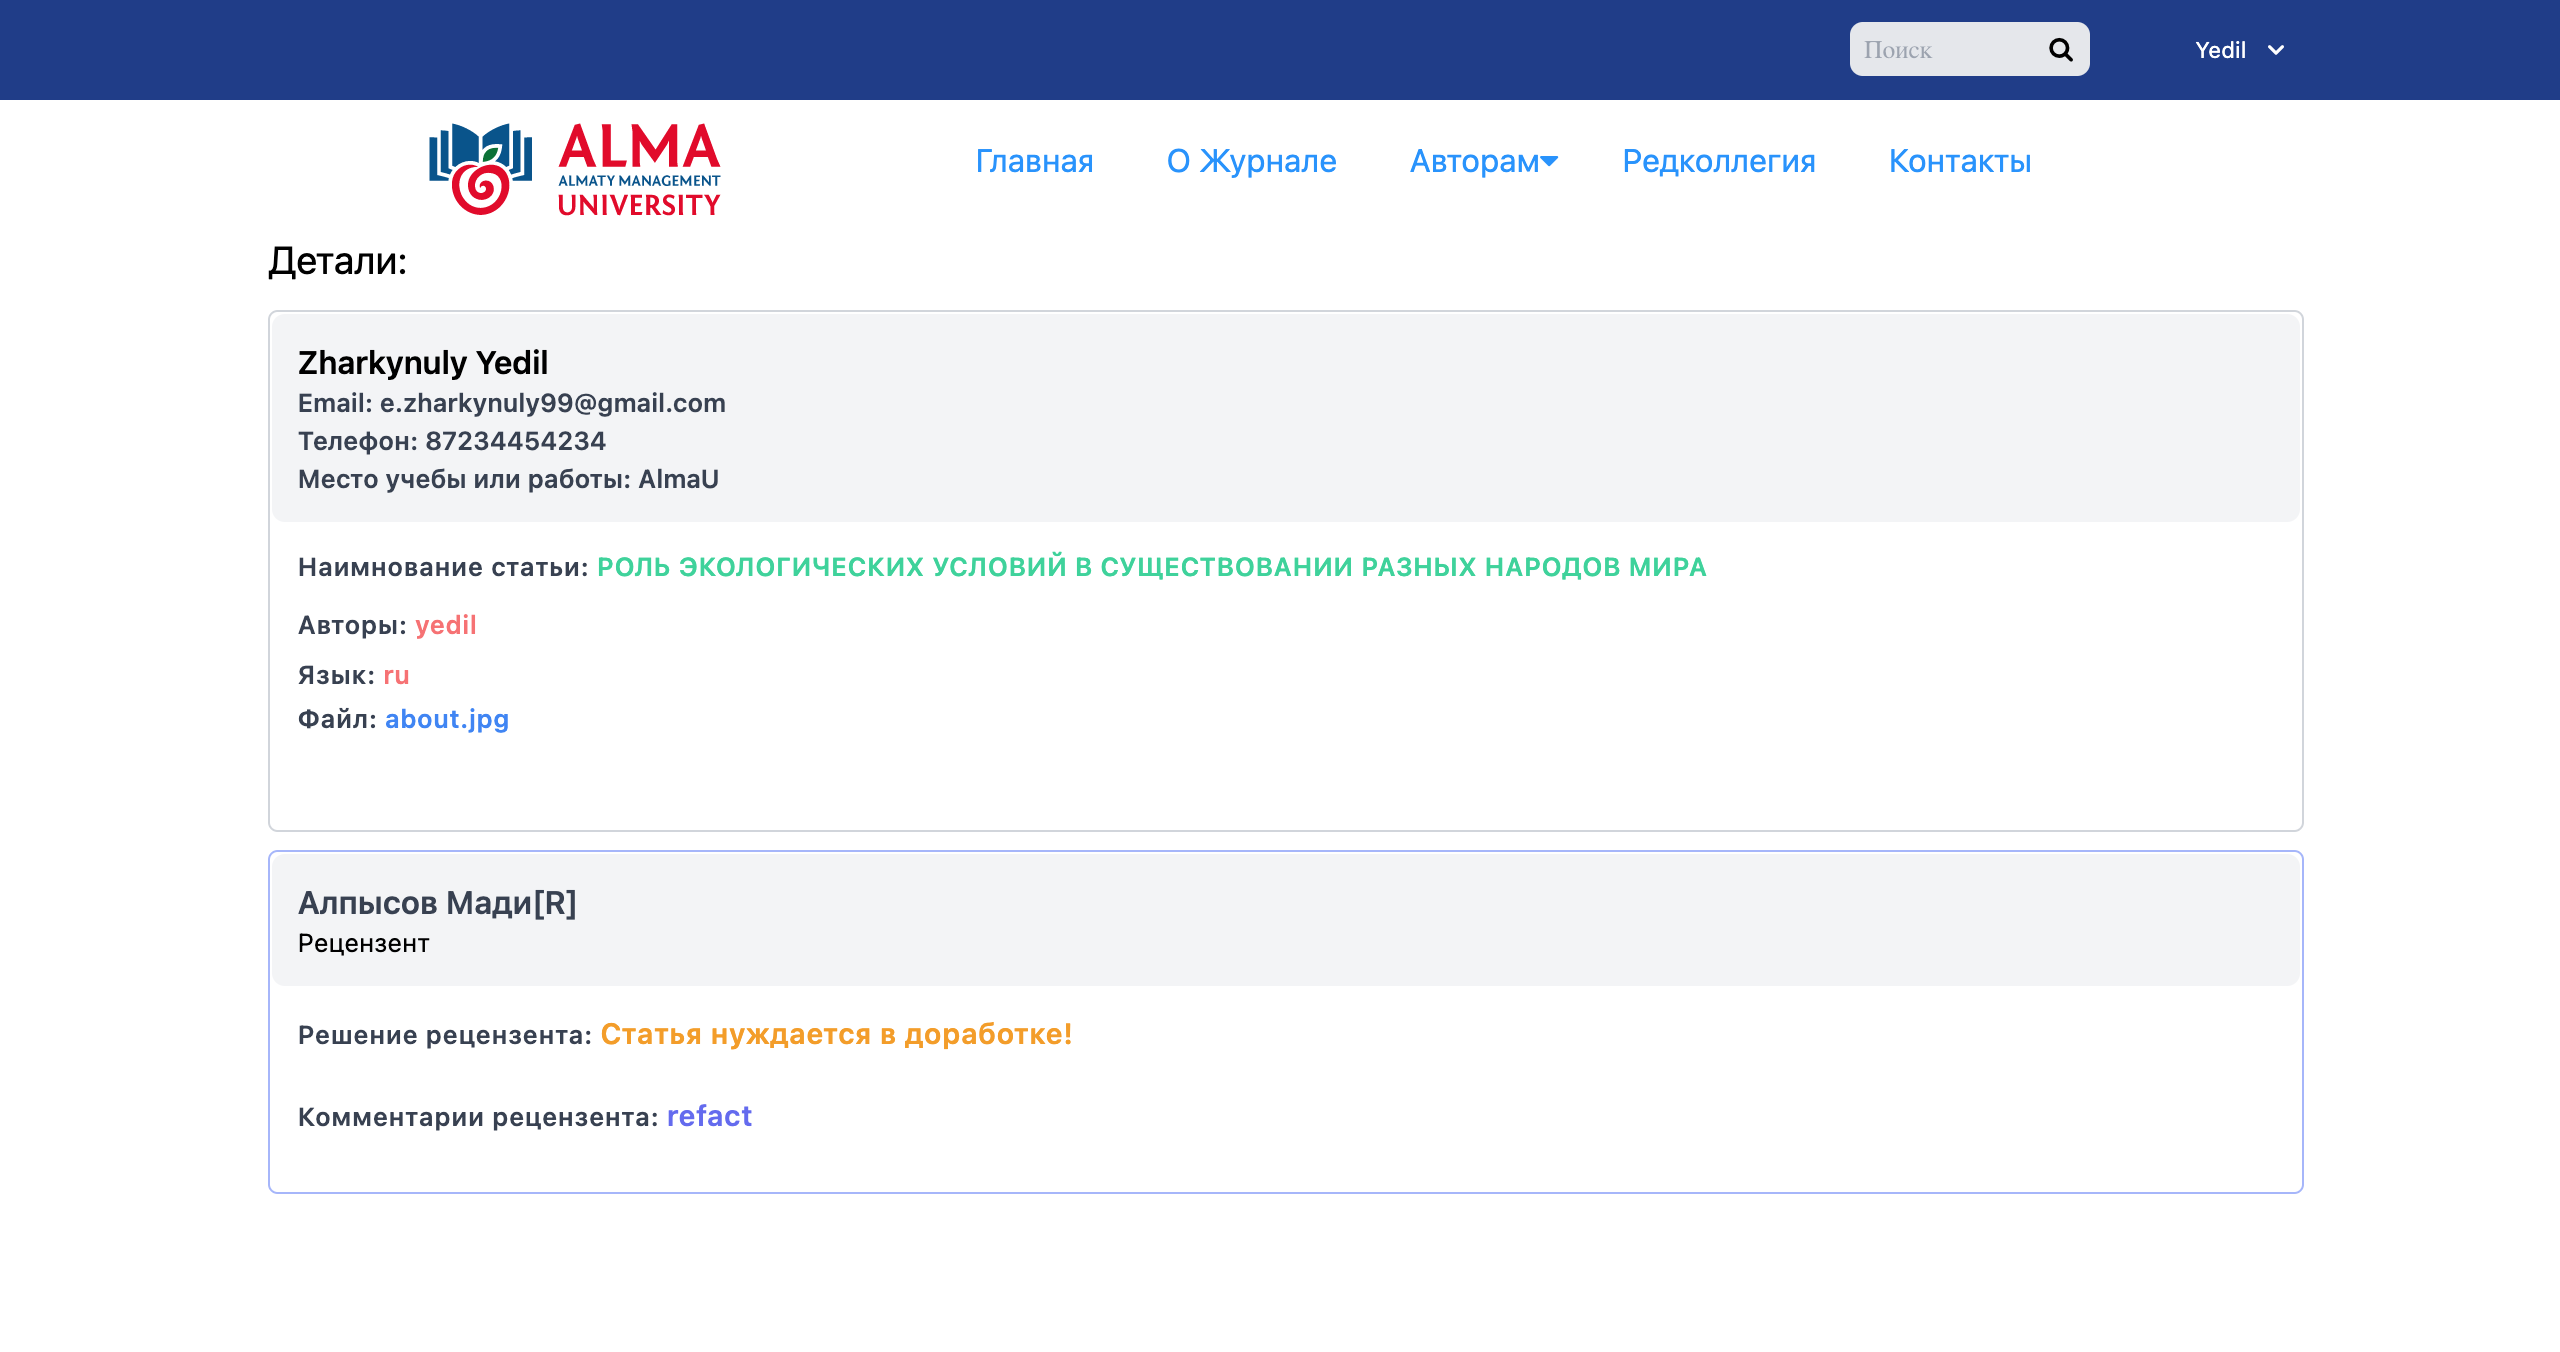 Поиск
Yedil
ALMA
ALMATY MANAGEMENT
UNIVERSITY
Главная
О Журнале
Авторам
Редколлегия
Контакты
Детали:
Zharkynuly Yedil
Email: e.zharkynuly99@gmail.com
Телефон: 87234454234
Место учебы или работы: AlmaU
Наимнование статьи: РОЛЬ ЭКОЛОГИЧЕСКИХ УСЛОВИЙ В СУЩЕСТВОВАНИИ РАЗНЫХ НАРОДОВ МИРА
Авторы: yedil
Язык: ru
Файл: about.jpg
Алпысов Мади[R]
Рецензент
Решение рецензента: Статья нуждается в доработке!
Комментарии рецензента: refact